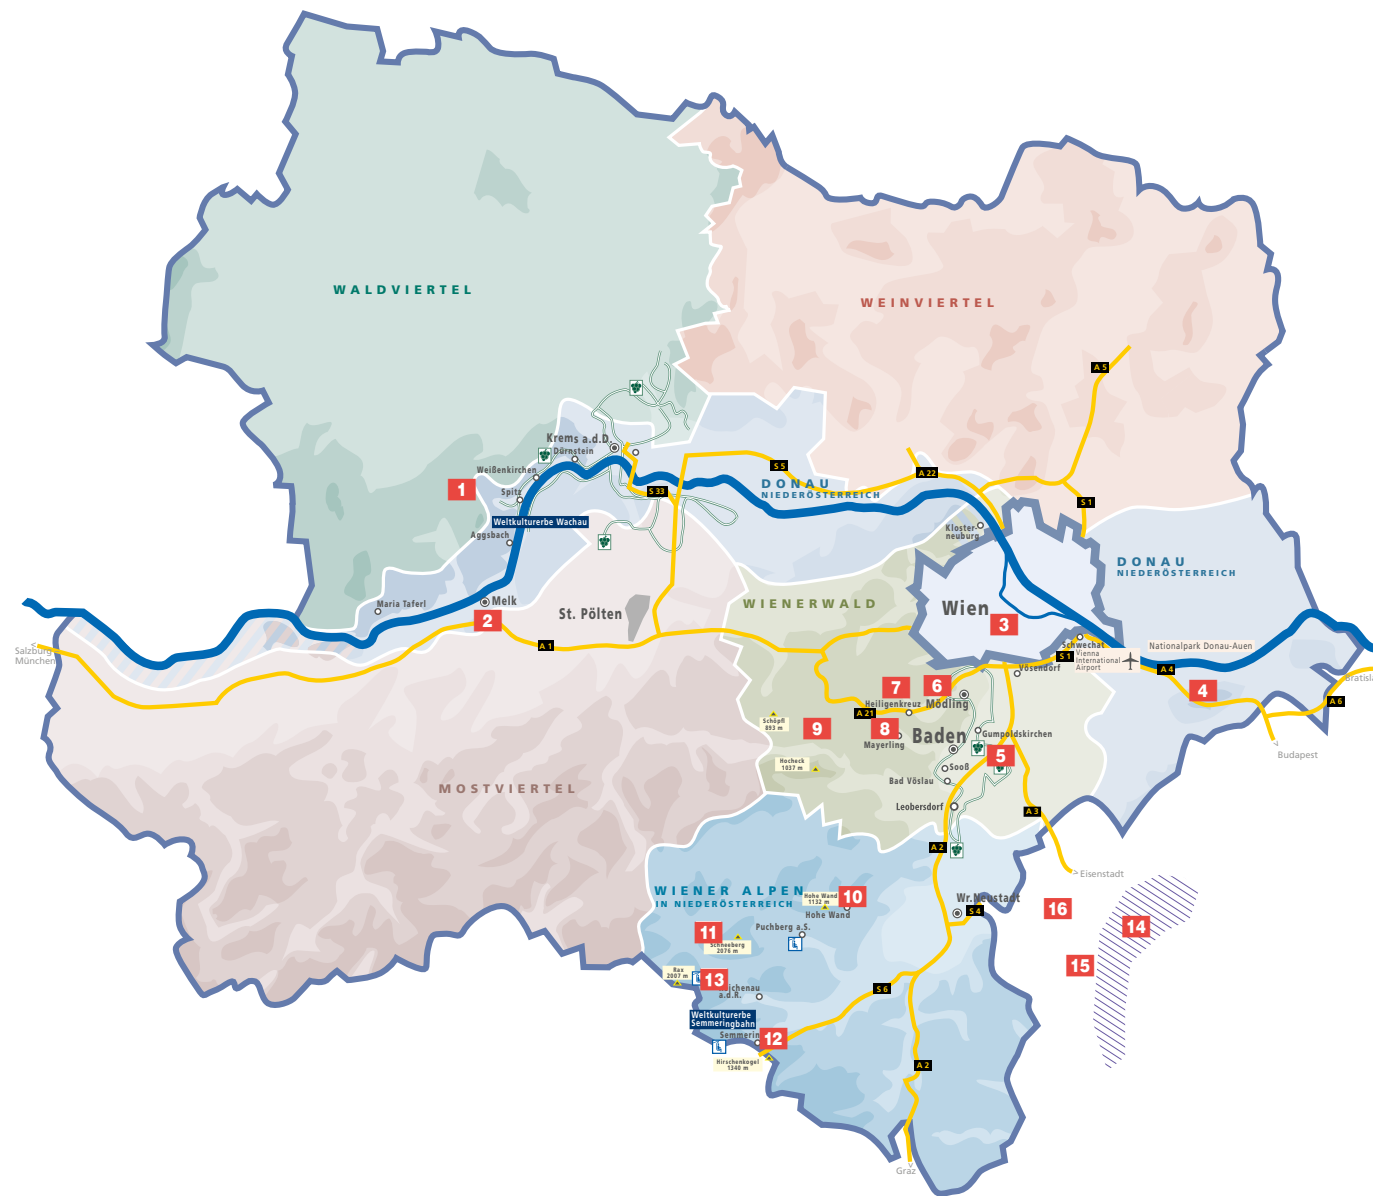 WALDVIERTEL
WEINVIERTEL
A 5
Krems a.d.D.
Dürnstein
Weißenkirchen
S 5
A 22
DONAU
NIEDERÖSTERREICH
1
Spitz
S 33
S 1
Weltkulturerbe Wachau
Kloster-
neuburg
Aggsbach
DONAU
NIEDERÖSTERREICH
Maria Taferl
Melk
WIENERWALD
Wien
St. Pölten
2
3
A 1
Salzburg
München
Schwechat
Nationalpark Donau-Auen
S 1
Vienna
International
Airport
Vösendorf
A 4
7
6
4
Heiligenkreuz
Mödling
A 21
A 6
Schöpfl
893 m
9
8
Mayerling
Baden
Gumpoldskirchen
5
Budapest
Hocheck
1037 m
Sooß
Bad Vöslau
MOSTVIERTEL
Leobersdorf
A 3
A 2
Eisenstadt
WIENER ALPEN
IN NIEDERÖSTERREICH
Hohe Wand
1132 m
10
Hohe Wand
Wr.Neustadt
S 4
16
14
11
Puchberg a.S.
Schneeberg
2076 m
15
Rax
2007 m
13
a.d.R.
S 6
Weltkulturerbe
Semmeringbahn
12
Hirschenkogel
1340 m
A 2
Graz